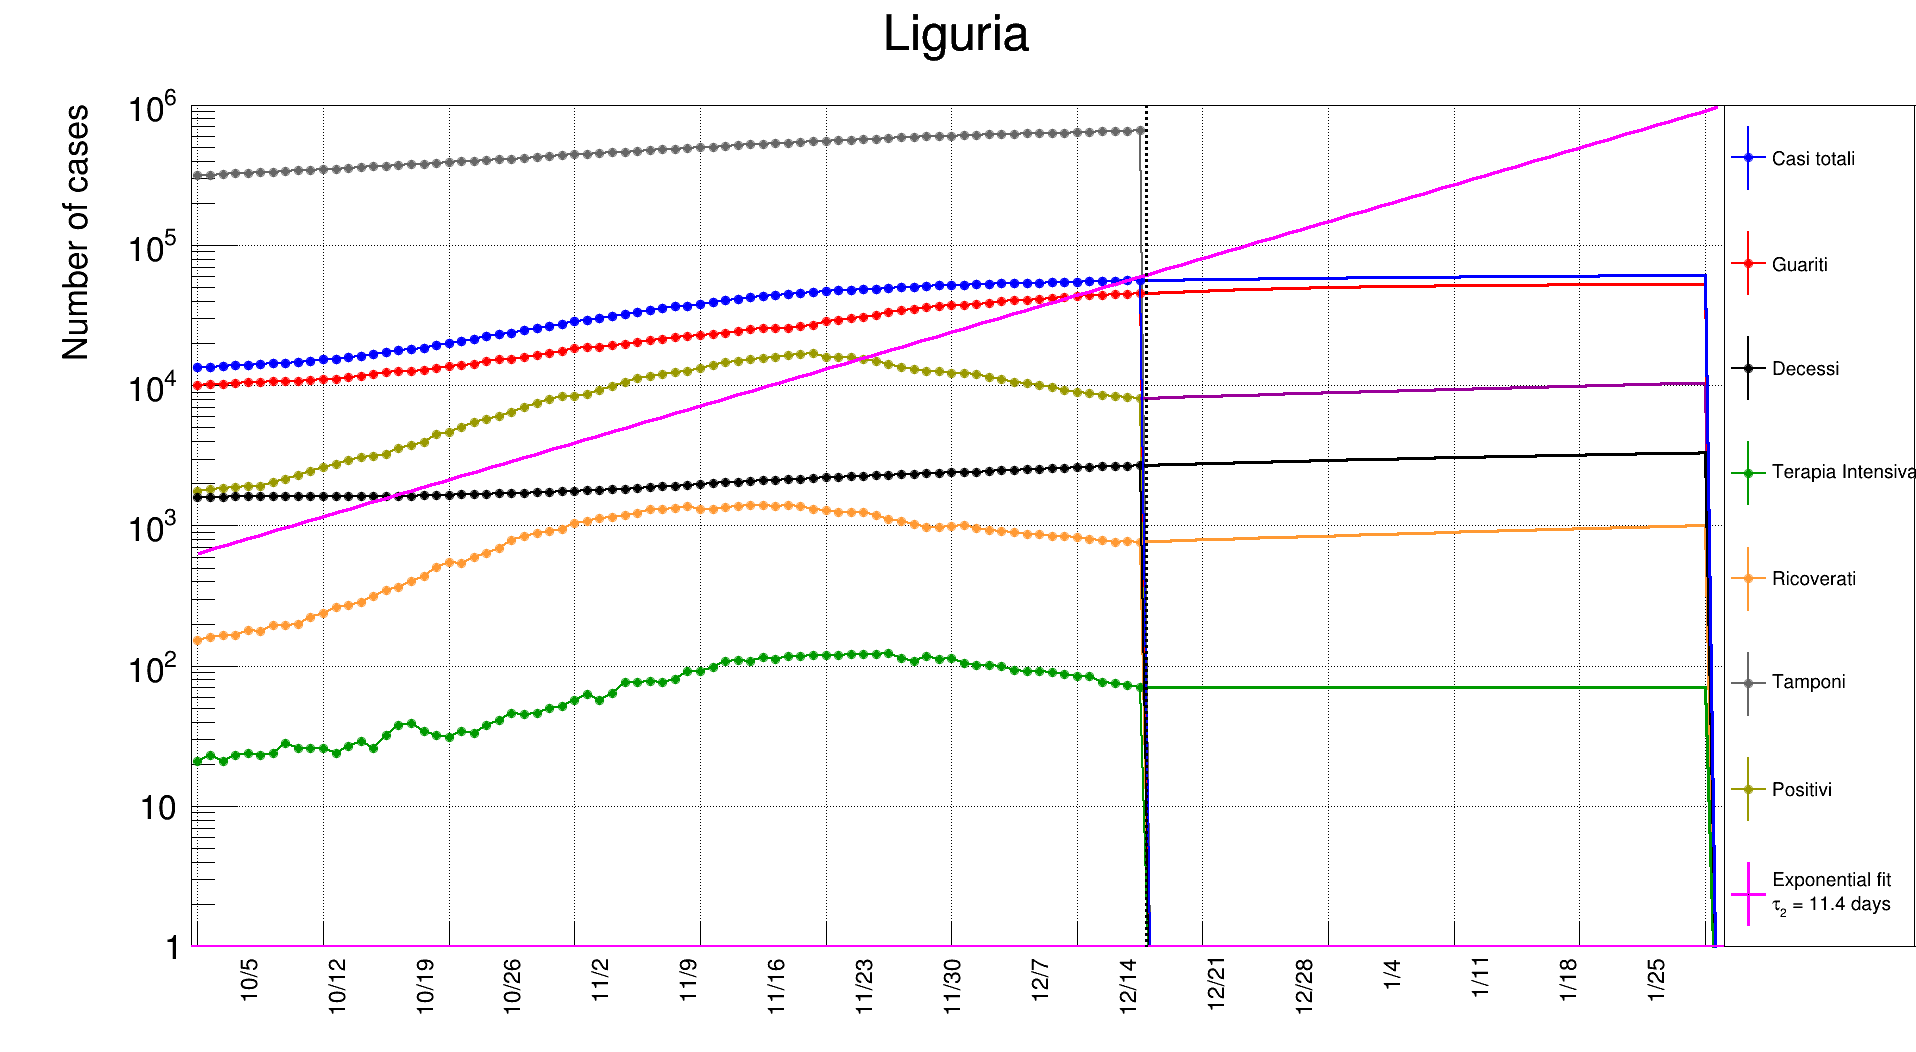 Liguria
Number of cases
10^6
10^5
10^4
10^3
10^2
10
1
10/5
10/12
10/19
10/26
11/2
11/9
11/16
11/23
11/30
12/7
12/14
12/21
12/28
1/4
1/11
1/18
1/25
Casi totali
Guariti
Decessi
Terapia Intensiva
Ricoverati
Tamponi
Positivi
Exponential fit
τ₂ = 11.4 days